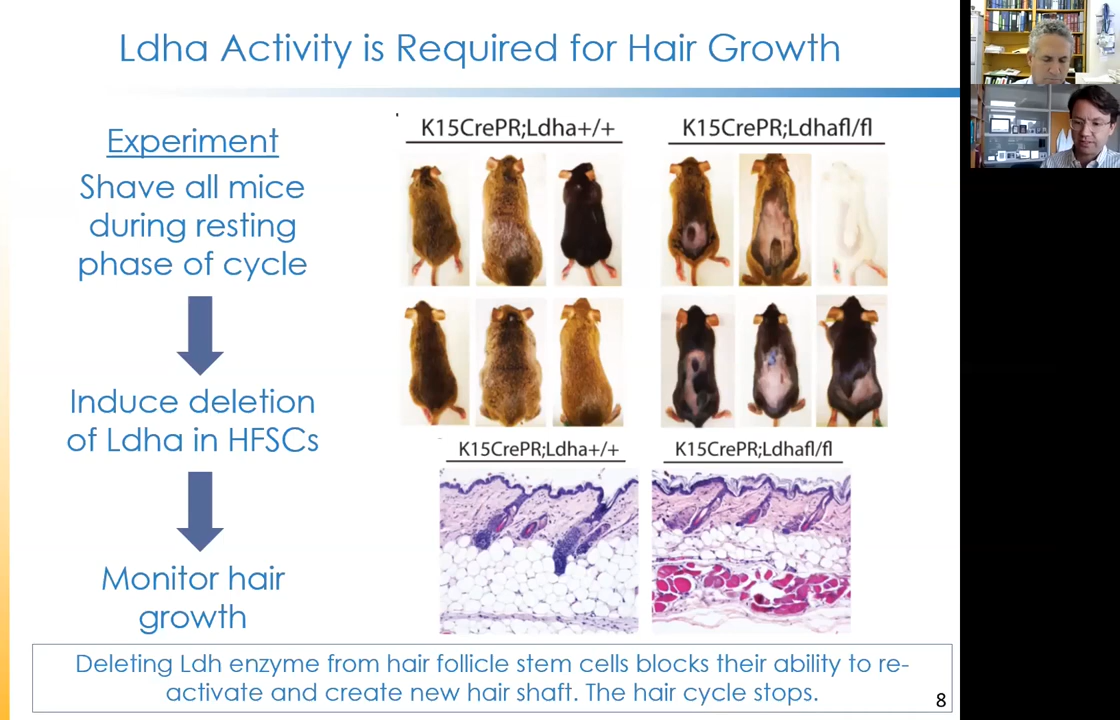 Ldha Activity is Required for Hair Growth
Experiment
Shave all mice
during resting
phase of cycle
Induce deletion
of Ldha in HFSCs
Monitor hair
growth
K15CrePR;Ldha+/+
K15CrePR;Ldhafl/fl
K15CrePR;Ldha+/+
K15CrePR;Ldhafl/fl
Deleting Ldh enzyme from hair follicle stem cells blocks their ability to re-
activate and create new hair shaft. The hair cycle stops.
8